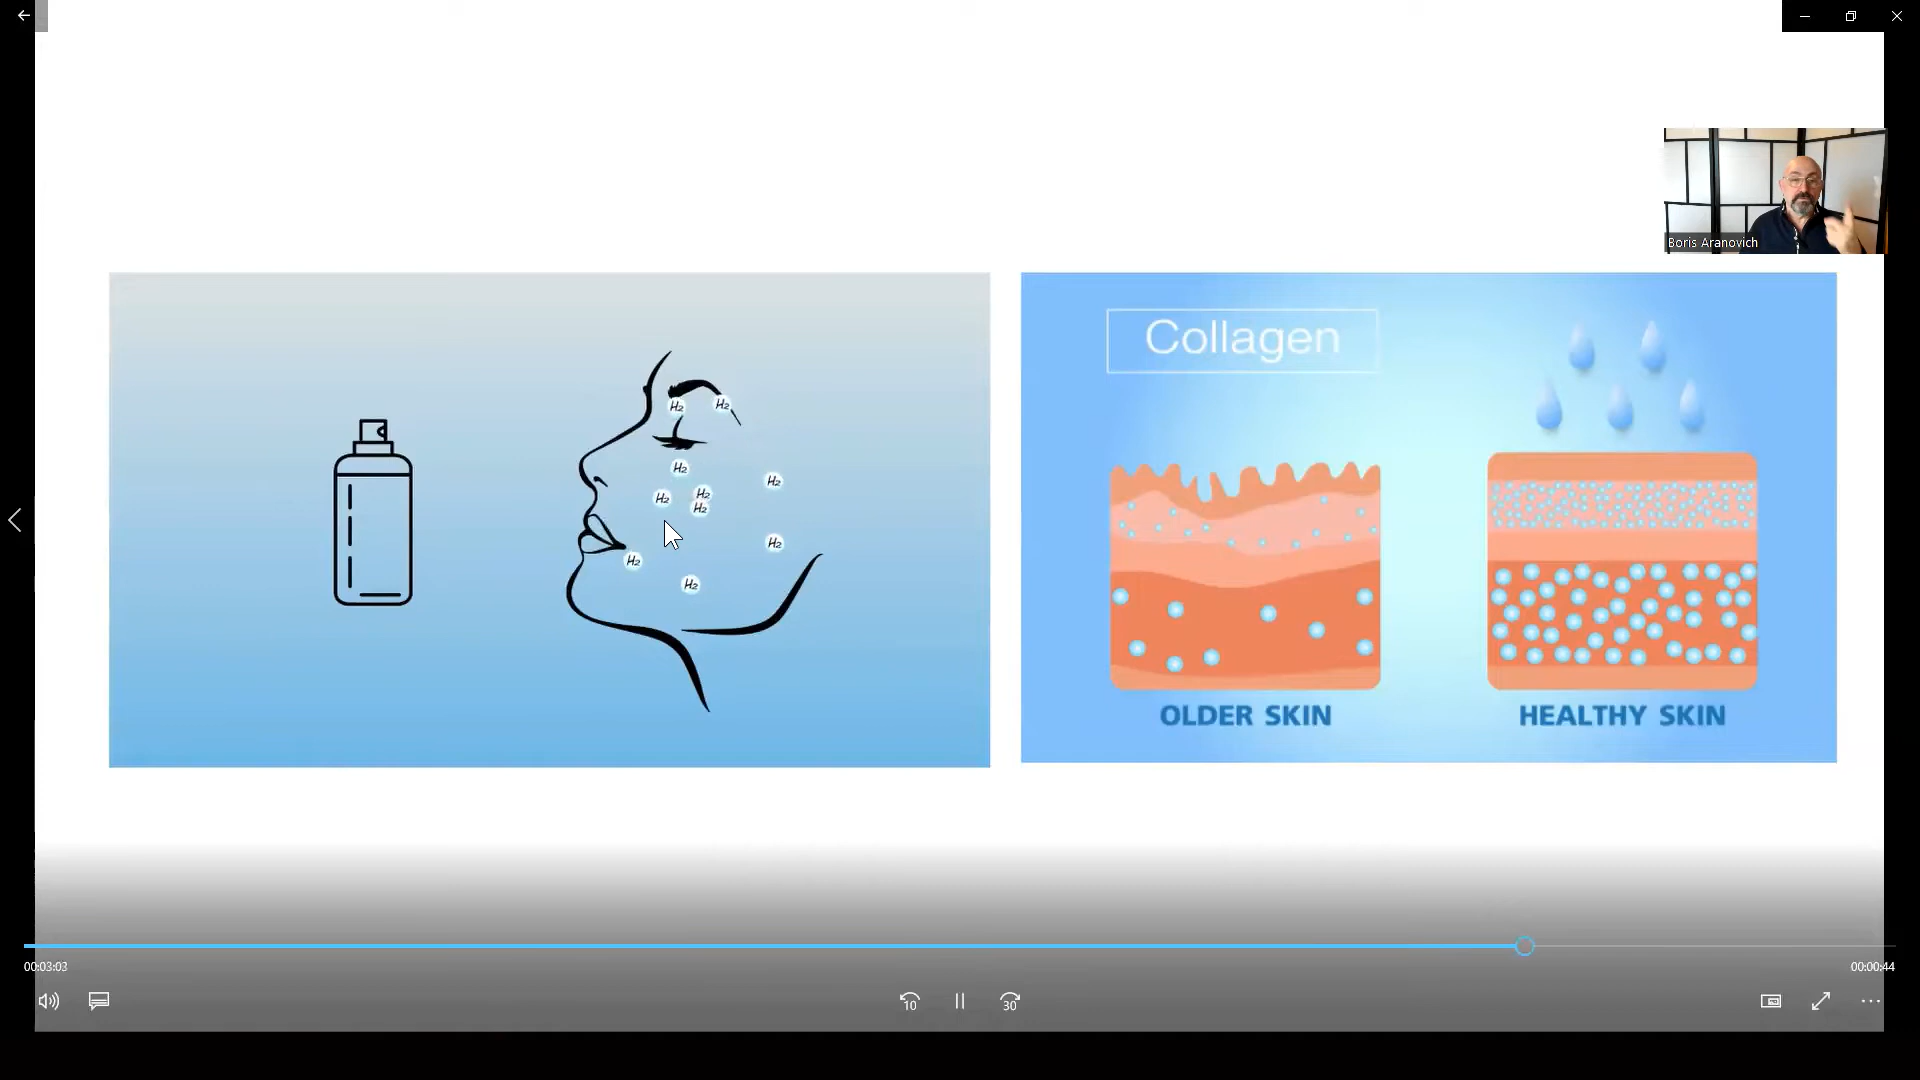 Boris Aranovich
H₂
H₂
H₂
H₂
H₂
H₂
H₂
H₂
H₂
H₂
Collagen
OLDER SKIN
HEALTHY SKIN
00:03:03
00:00:44
10
30